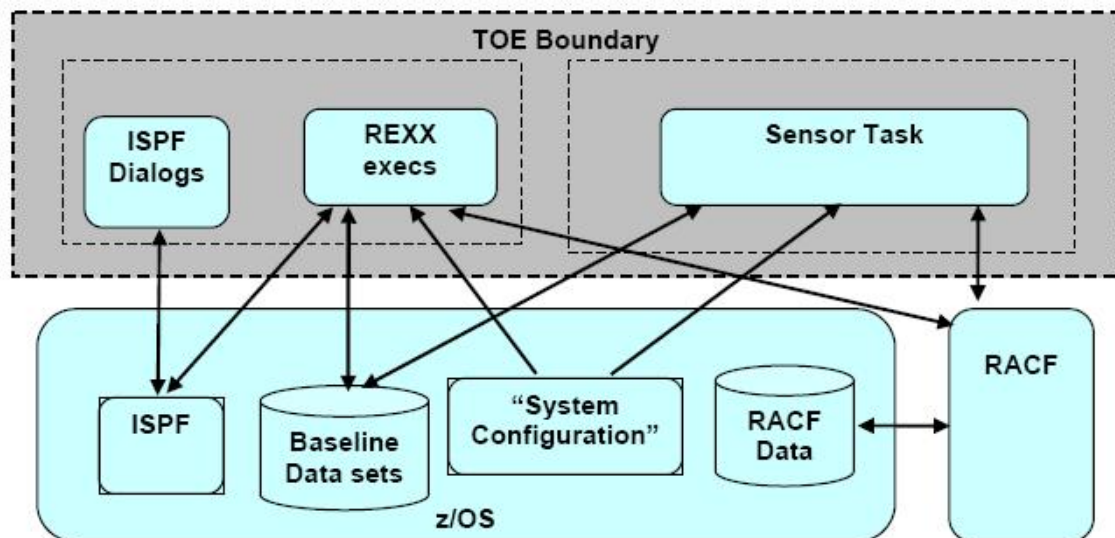 TOE Boundary
ISPF
Dialogs
REXX
execs
Sensor Task
ISPF
Baseline
Data sets
“System
Configuration”
RACF
Data
RACF
z/OS